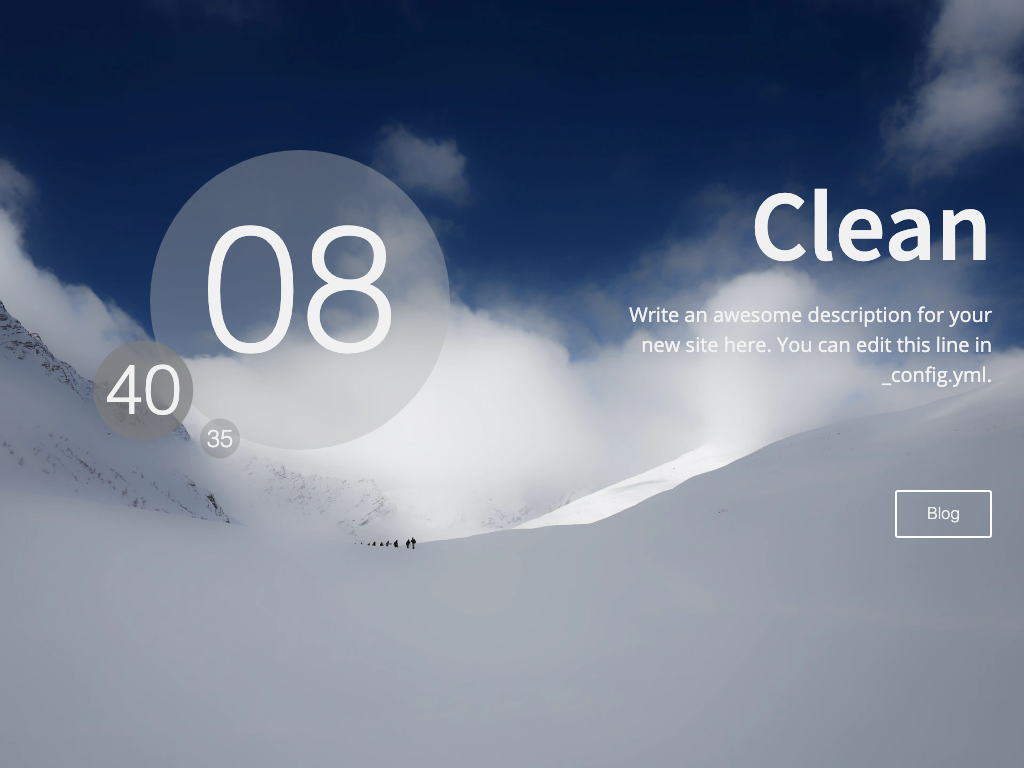 08
40
35
Clean
Write an awesome description for your
new site here. You can edit this line in
_config.yml.
Blog